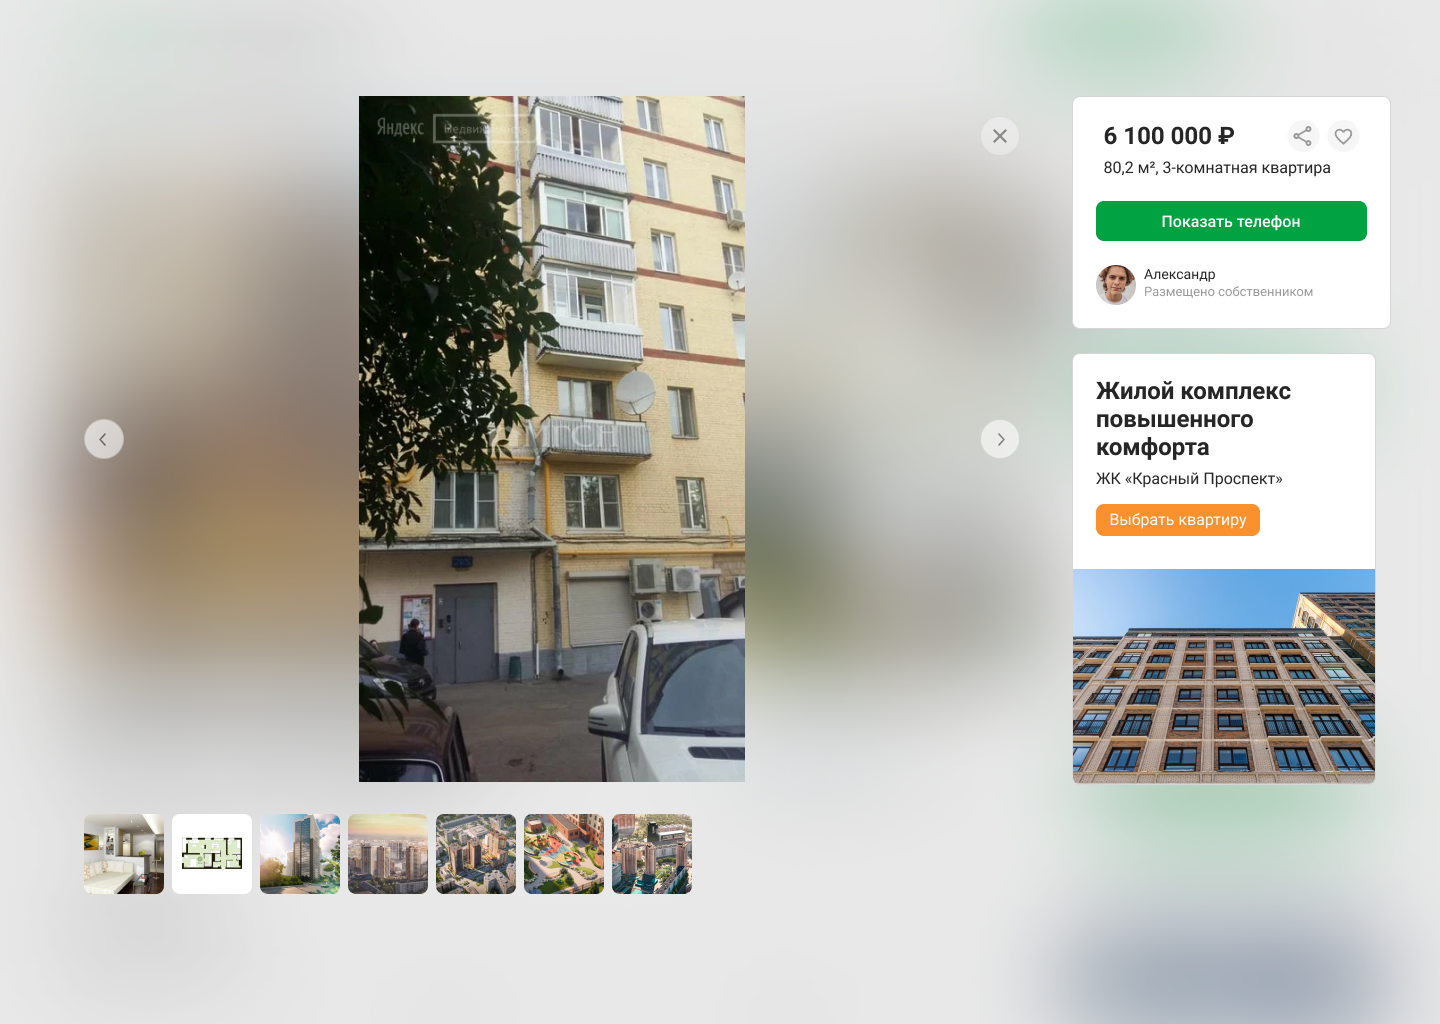 Яндекс Недвижимость
6 100 000 ₽
80,2 м², 3-комнатная квартира
Показать телефон
Александр
Размещено собственником
Жилой комплекс
повышенного
комфорта
ЖК «Красный Проспект»
Выбрать квартиру